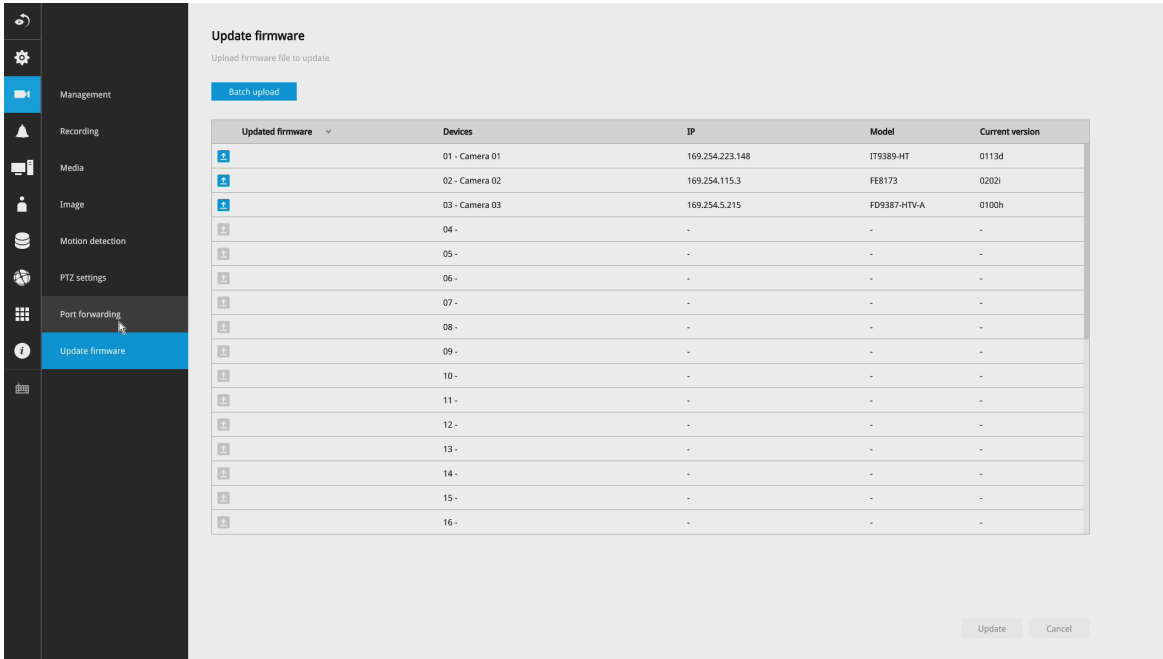 Update firmware
Upload firmware file to update
Batch upload
Management
Recording
Media
Image
Motion detection
PTZ settings
Port forwarding
Update firmware
Updated firmware Devices IP Model Current version
01 - Camera 01 169.254.223.148 IT9389-HT 0113d
02 - Camera 02 169.254.115.3 FE8173 0202i
03 - Camera 03 169.254.5.215 FD9387-HTV-A 0100h
04 - - - -
05 - - - -
06 - - - -
07 - - - -
08 - - - -
09 - - - -
10 - - - -
11 - - - -
12 - - - -
13 - - - -
14 - - - -
15 - - - -
16 - - - -
Update Cancel